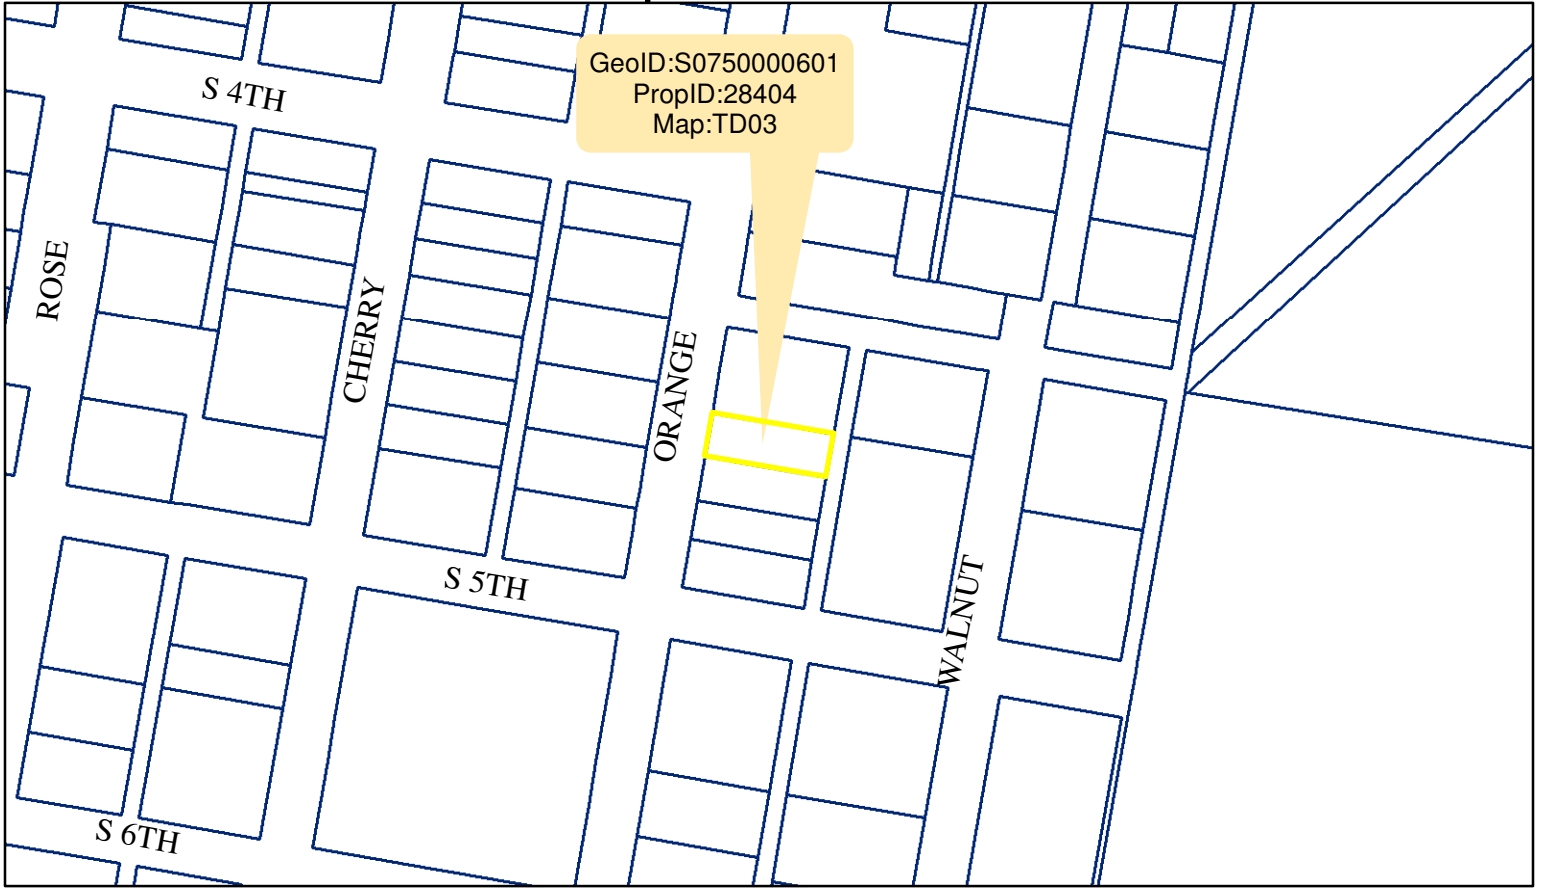 GeoID:S0750000601
PropID:28404
Map:TD03
S 4TH
ROSE
CHERRY
ORANGE
S 5TH
WALNUT
S 6TH